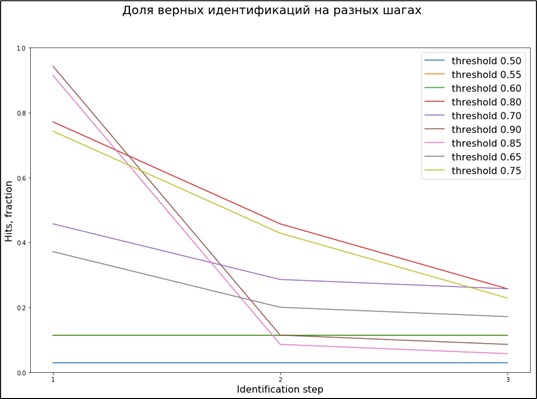 Доля верных идентификаций на разных шагах
1.0
0.8
0.6
0.4
0.2
0.0
Hits, fraction
threshold 0.50
threshold 0.55
threshold 0.60
threshold 0.80
threshold 0.70
threshold 0.90
threshold 0.85
threshold 0.65
threshold 0.75
1 2 3
Identification step